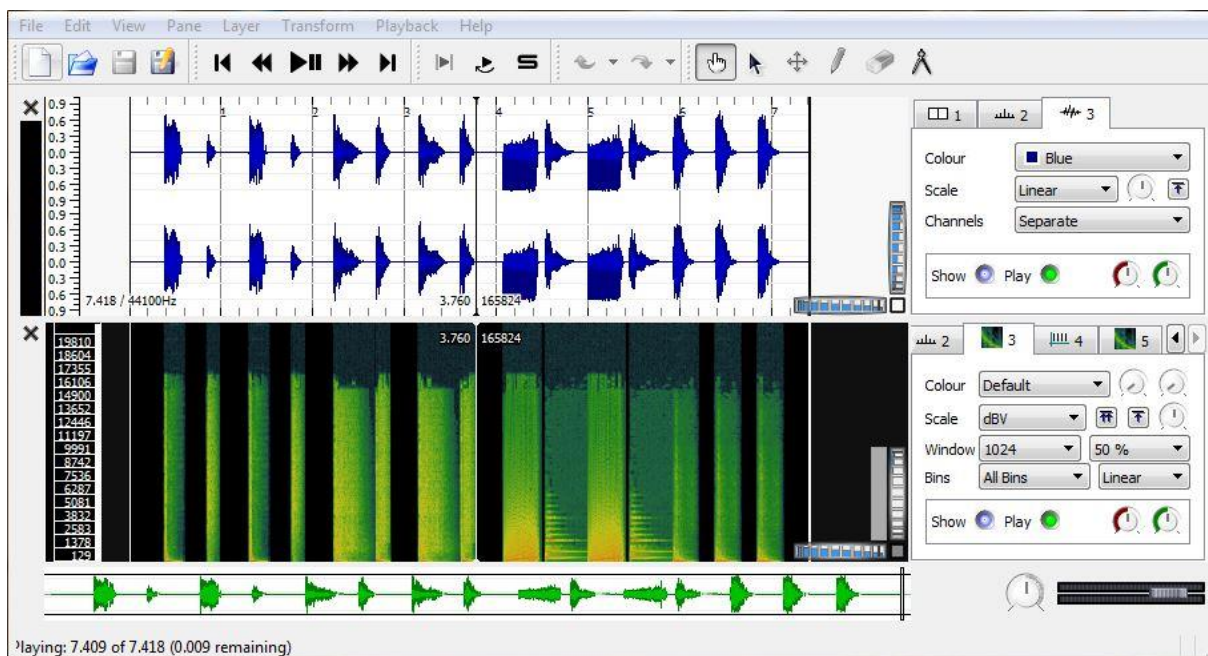 File Edit View Pane Layer Transform Playback Help
0.9
0.6
0.3
0.0
0.3
0.6
0.9
0.9
0.6
0.3
0.0
0.3
0.6
0.9
1 2 3 4 5 6 7
7.418 / 44100Hz
3.760 165824
1 2 3
Colour Blue
Scale Linear
Channels Separate
Show Play
19810
18604
17355
16106
14900
13652
12446
11197
9991
8742
7536
6287
5081
3832
2583
1378
129
3.760 165824
2 3 4 5
Colour Default
Scale dBV
Window 1024 50 %
Bins All Bins Linear
Show Play
Playing: 7.409 of 7.418 (0.009 remaining)